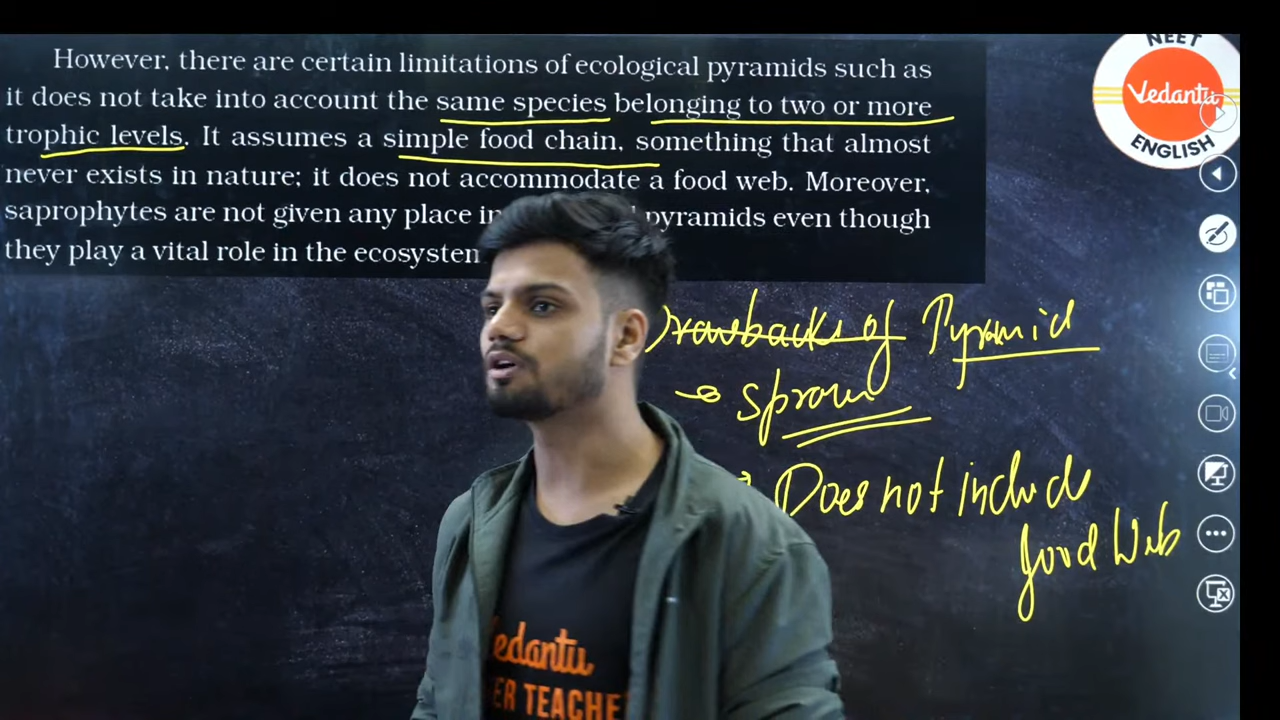 However, there are certain limitations of ecological pyramids such as
it does not take into account the same species belonging to two or more
trophic levels. It assumes a simple food chain, something that almost
never exists in nature; it does not accommodate a food web. Moreover,
saprophytes are not given any place in pyramids even though
they play a vital role in the ecosystem
NEET
Vedantu
ENGLISH
Drawbacks of Pyramid
Does not include
food Web
Vedantu
TEACHE